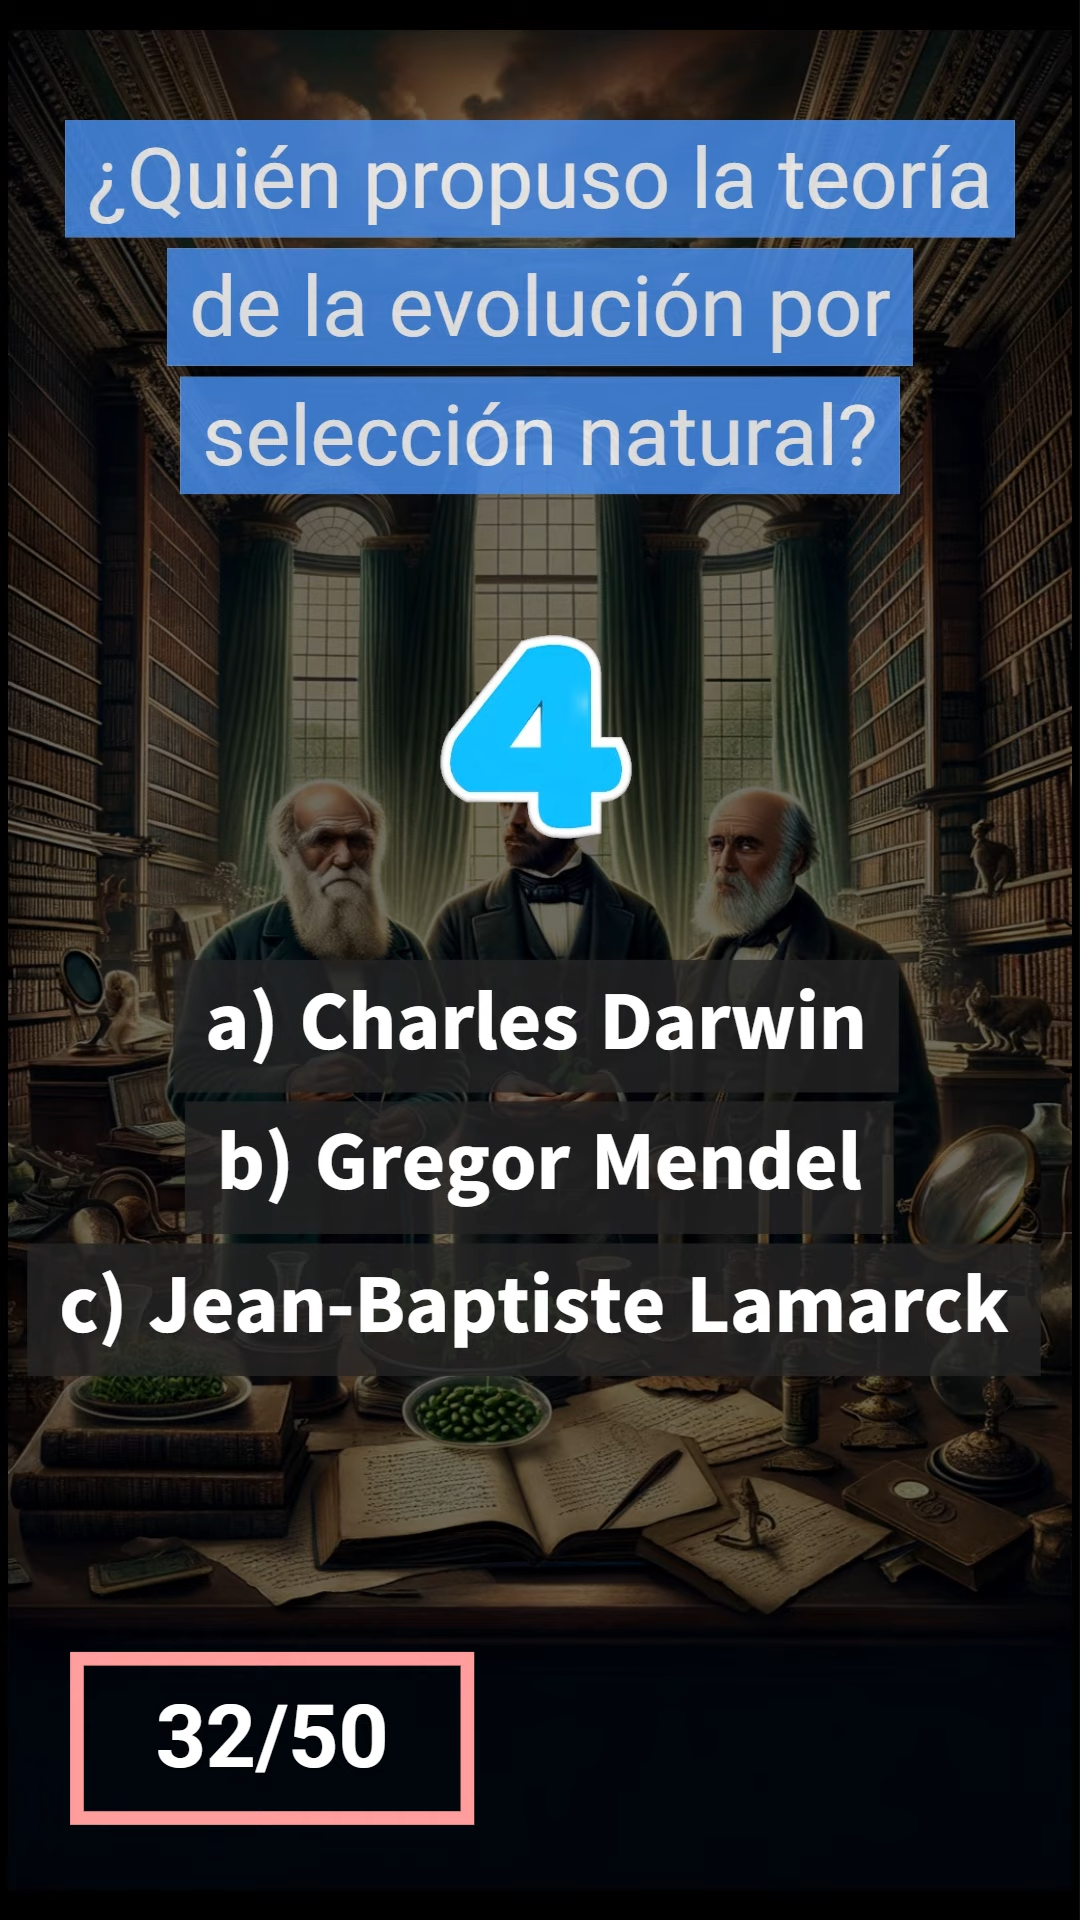 ¿Quién propuso la teoría
de la evolución por
selección natural?
4
a) Charles Darwin
b) Gregor Mendel
c) Jean-Baptiste Lamarck
32/50